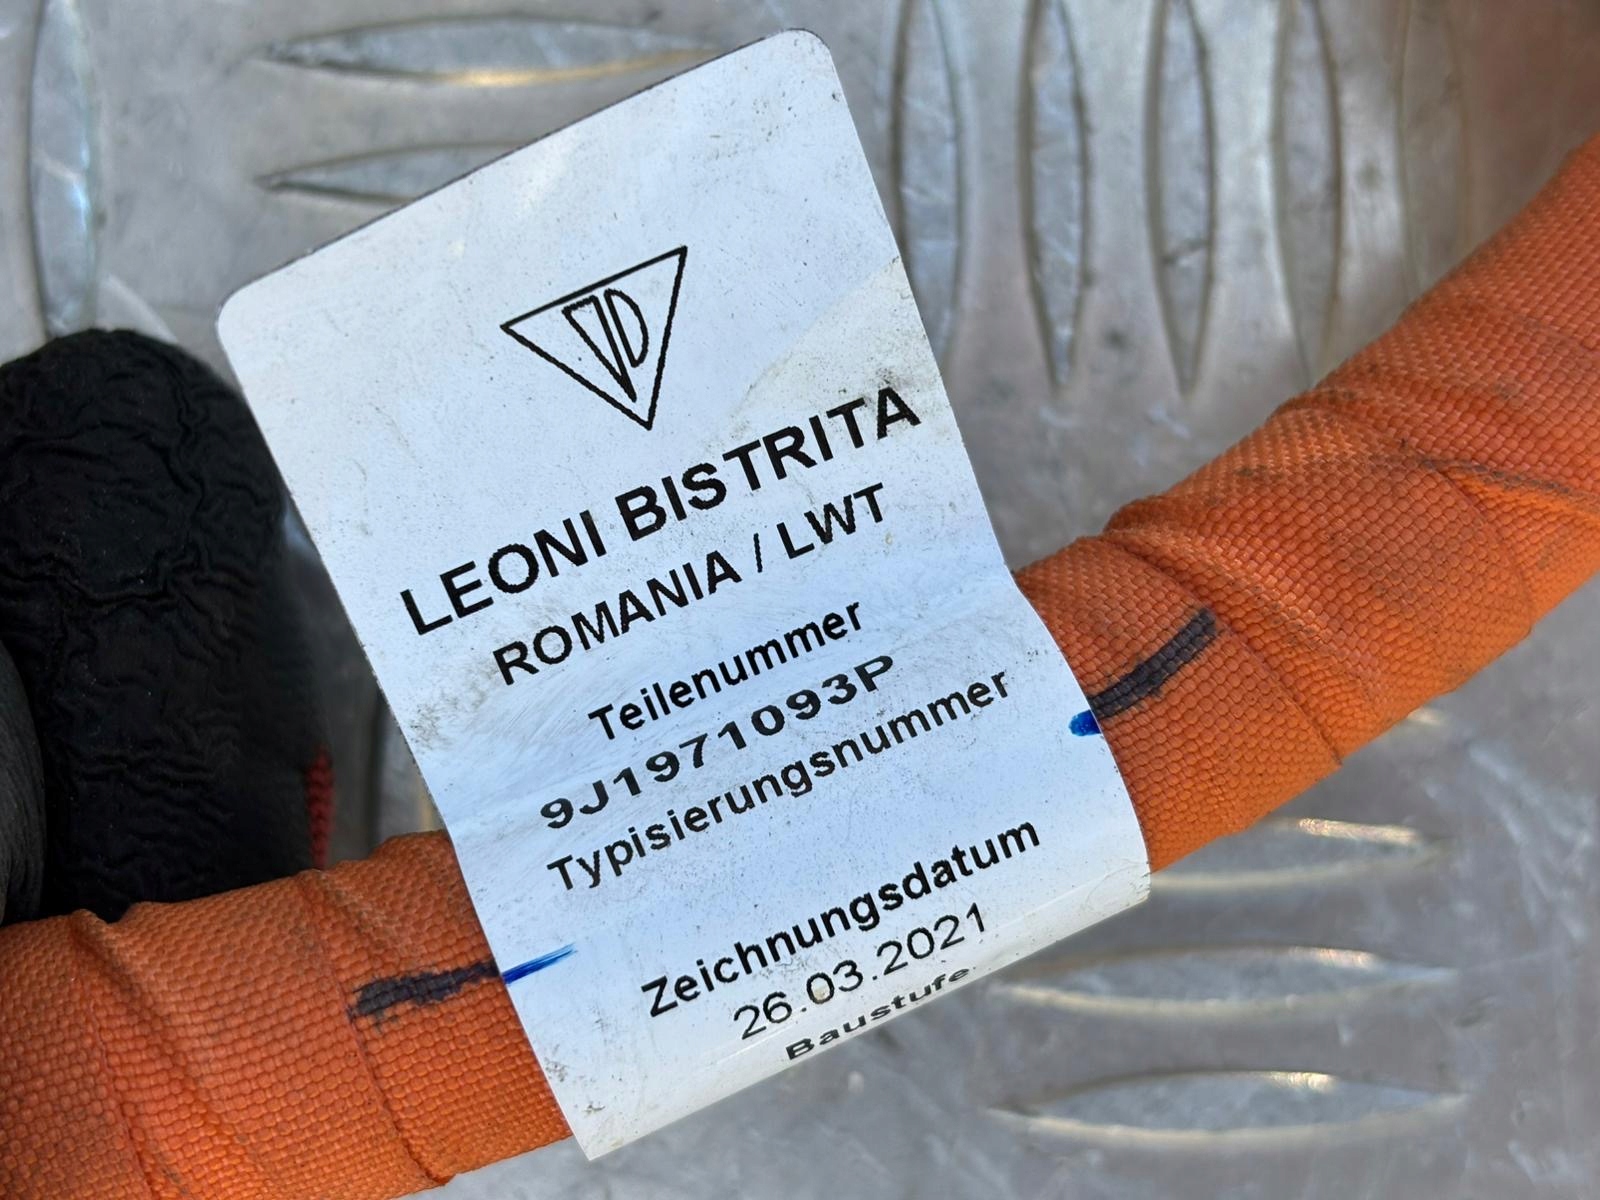 LEONI BISTRITA
ROMANIA / LWT
Teilenummer
9J1971093P
Typisierungsnummer
Zeichnungsdatum
26.03.2021
Baustufe